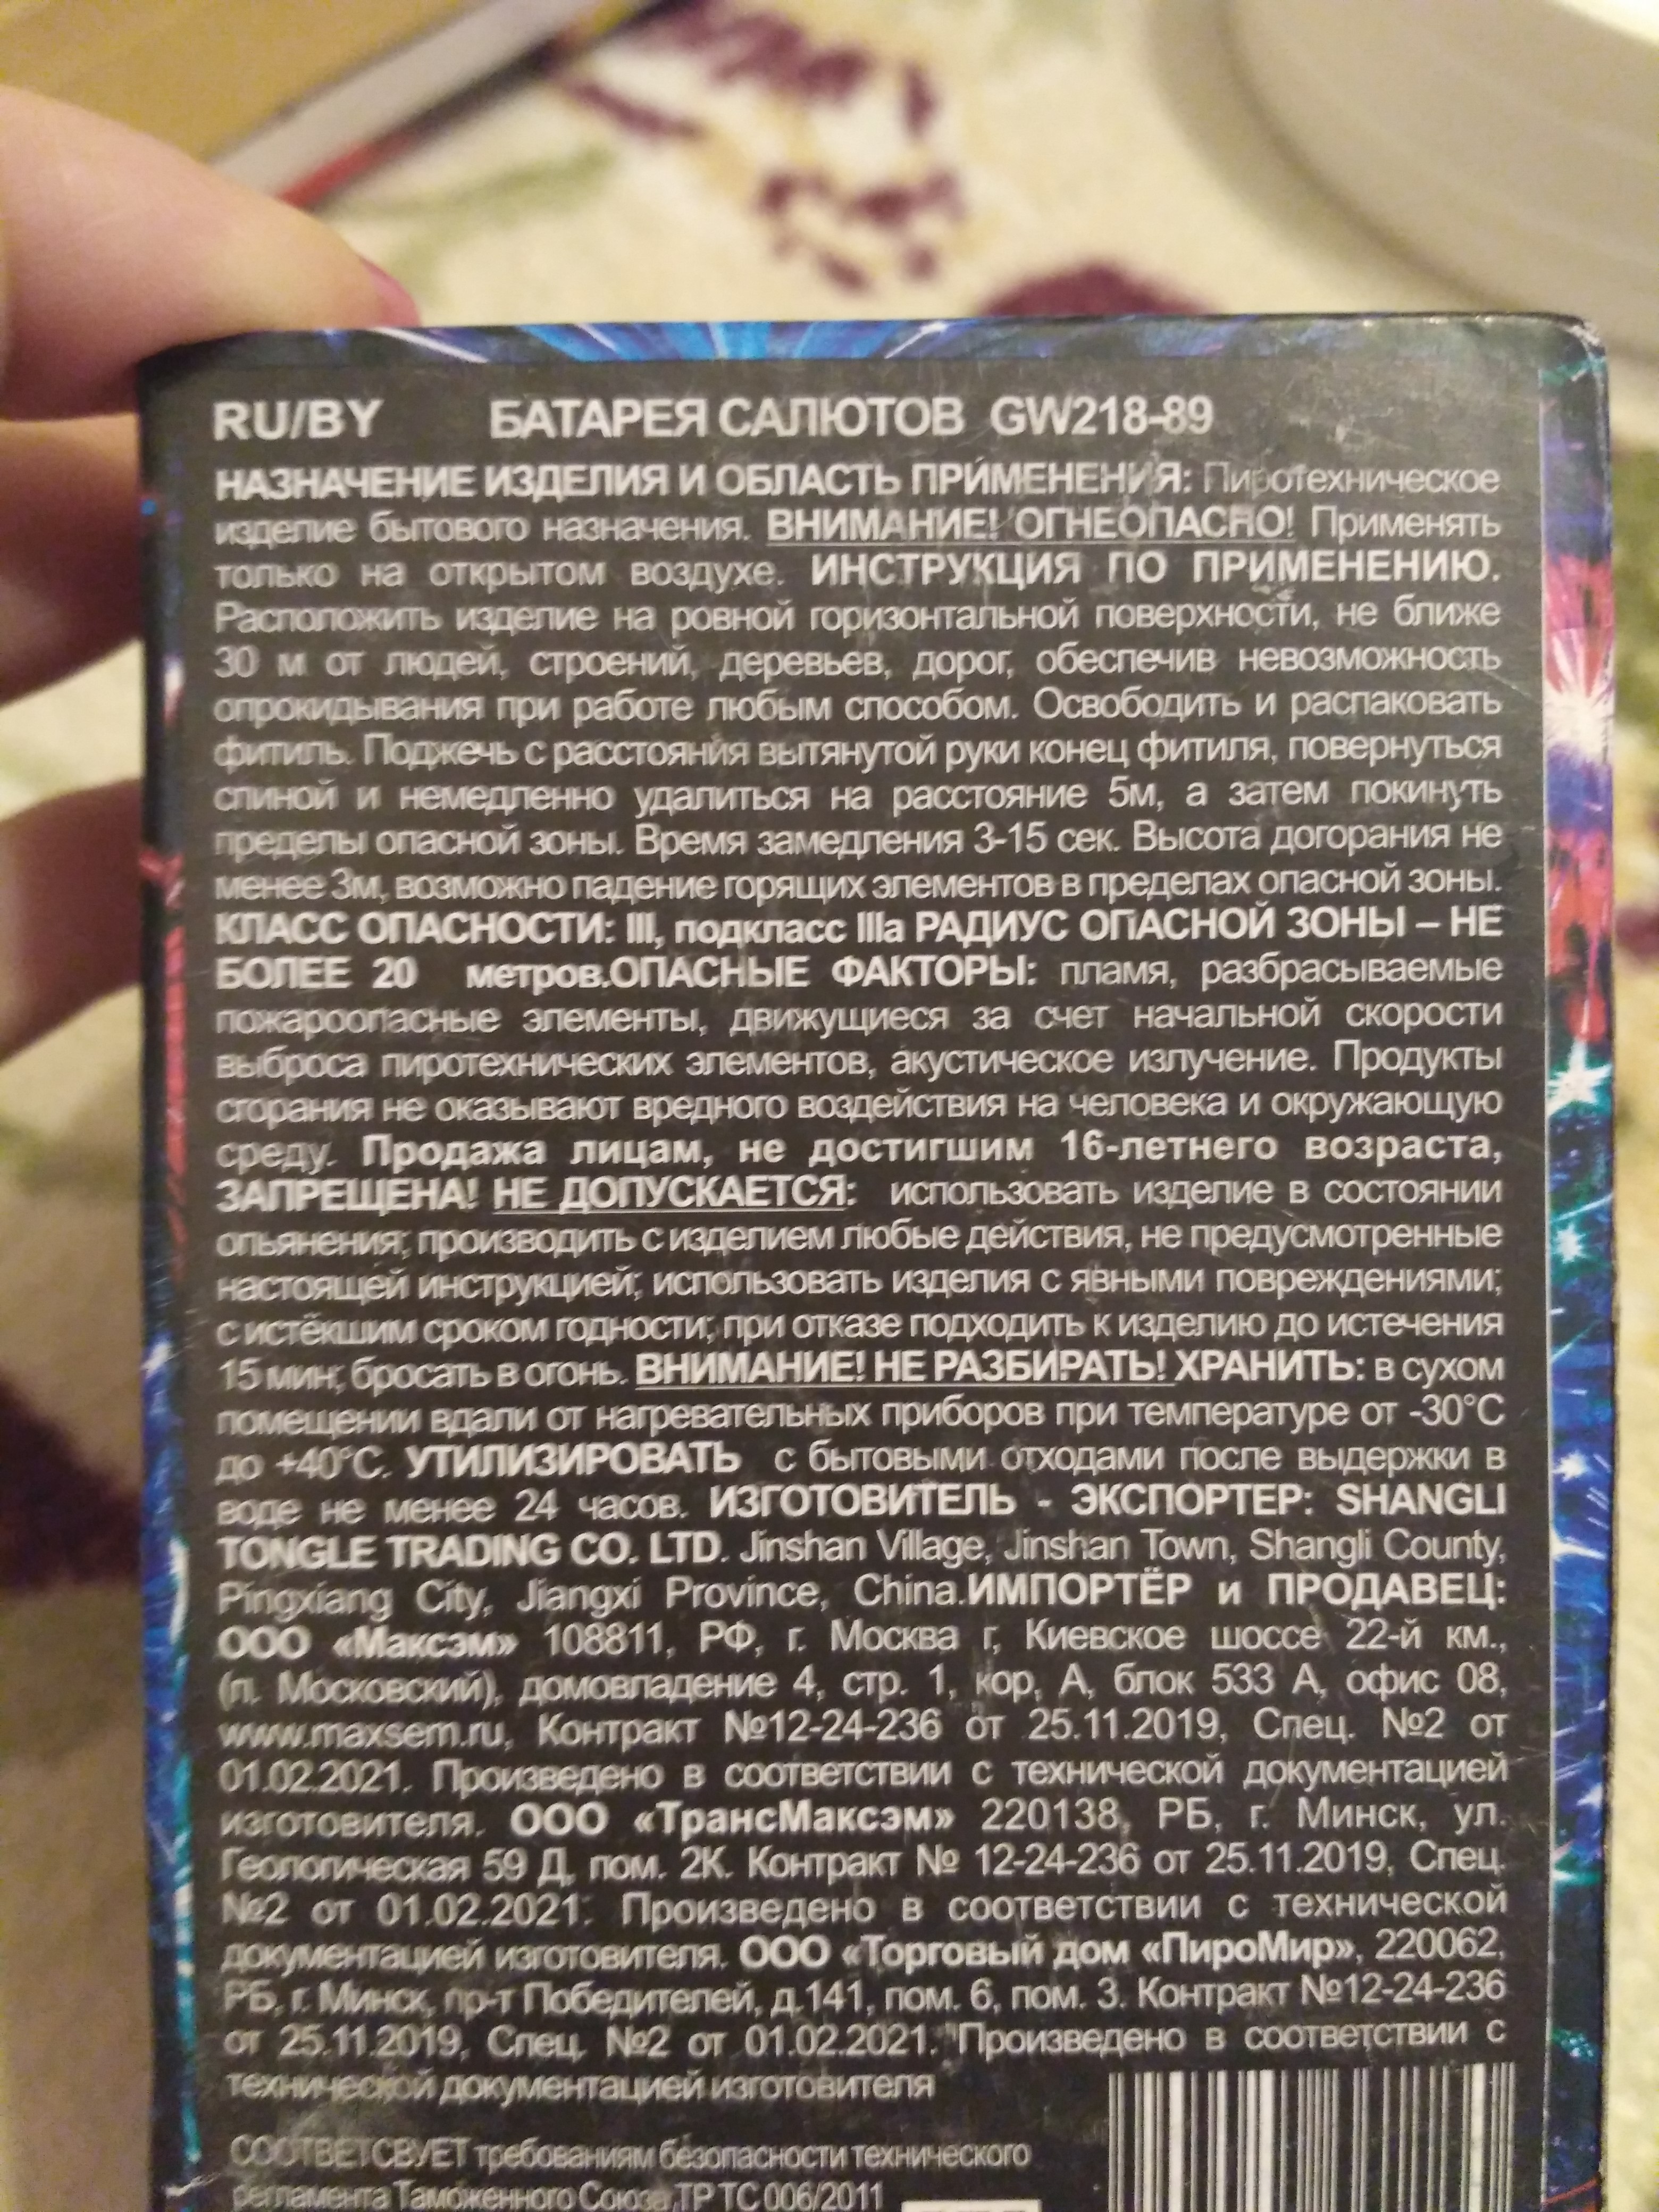 RU/BY БАТАРЕЯ САЛЮТОВ GW218-89
НАЗНАЧЕНИЕ ИЗДЕЛИЯ И ОБЛАСТЬ ПРИМЕНЕНИЯ: Пиротехническое
изделие бытового назначения. ВНИМАНИЕ! ОГНЕОПАСНО! Применять
только на открытом воздухе. ИНСТРУКЦИЯ ПО ПРИМЕНЕНИЮ.
Расположить изделие на ровной горизонтальной поверхности, не ближе
30 м от людей, строений, деревьев, дорог, обеспечив невозможность
опрокидывания при работе любым способом. Освободить и распаковать
фитиль. Поджечь с расстояния вытянутой руки конец фитиля, повернуться
спиной и немедленно удалиться на расстояние 5м, а затем покинуть
пределы опасной зоны. Время замедления 3-15 сек. Высота догорания не
менее 3м, возможно падение горящих элементов в пределах опасной зоны.
КЛАСС ОПАСНОСТИ: III, подкласс IIIa РАДИУС ОПАСНОЙ ЗОНЫ – НЕ
БОЛЕЕ 20 метров.ОПАСНЫЕ ФАКТОРЫ: пламя, разбрасываемые
пожароопасные элементы, движущиеся за счет начальной скорости
выброса пиротехнических элементов, акустическое излучение. Продукты
сгорания не оказывают вредного воздействия на человека и окружающую
среду. Продажа лицам, не достигшим 16-летнего возраста,
ЗАПРЕЩЕНА! НЕ ДОПУСКАЕТСЯ: использовать изделие в состоянии
опьянения; производить с изделием любые действия, не предусмотренные
настоящей инструкцией; использовать изделия с явными повреждениями;
с истёкшим сроком годности; при отказе подходить к изделию до истечения
15 мин; бросать в огонь. ВНИМАНИЕ! НЕ РАЗБИРАТЬ! ХРАНИТЬ: в сухом
помещении вдали от нагревательных приборов при температуре от -30°С
до +40°С. УТИЛИЗИРОВАТЬ с бытовыми отходами после выдержки в
воде не менее 24 часов. ИЗГОТОВИТЕЛЬ - ЭКСПОРТЕР: SHANGLI
TONGLE TRADING CO. LTD. Jinshan Village, Jinshan Town, Shangli County,
Pingxiang City, Jiangxi Province, China.ИМПОРТЁР и ПРОДАВЕЦ:
ООО «Максэм» 108811, РФ, г. Москва г, Киевское шоссе 22-й км.,
(п. Московский), домовладение 4, стр. 1, кор, А, блок 533 А, офис 08,
www.maxsem.ru, Контракт №12-24-236 от 25.11.2019, Спец. №2 от
01.02.2021. Произведено в соответствии с технической документацией
изготовителя. ООО «ТрансМаксэм» 220138, РБ, г. Минск, ул.
Геологическая 59 Д, пом. 2К. Контракт № 12-24-236 от 25.11.2019, Спец.
№2 от 01.02.2021. Произведено в соответствии с технической
документацией изготовителя. ООО «Торговый дом «ПироМир», 220062,
РБ, г. Минск, пр-т Победителей, д.141, пом. 6, пом. 3. Контракт №12-24-236
от 25.11.2019, Спец. №2 от 01.02.2021. Произведено в соответствии с
технической документацией изготовителя
СООТВЕТСВУЕТ требованиям безопасности технического
регламента Таможенного Союза ТР ТС 006/2011